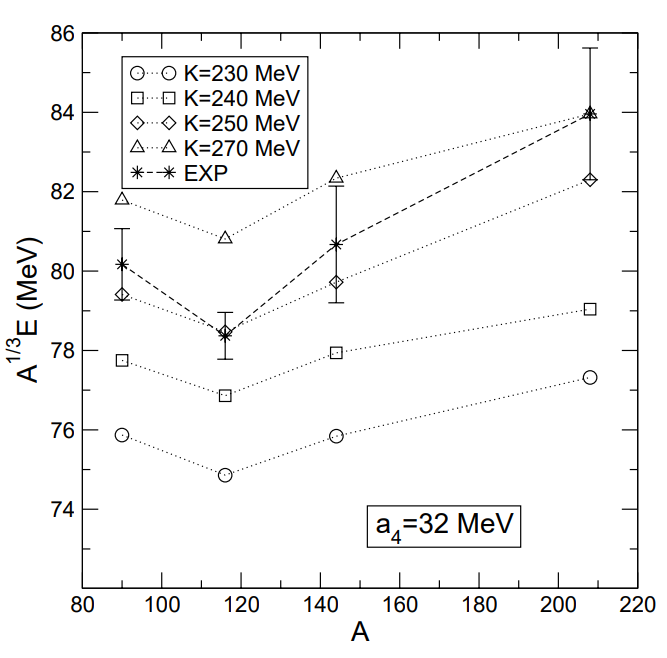 86
84
82
80
78
76
74
A^1/3E (MeV)
K=230 MeV
K=240 MeV
K=250 MeV
K=270 MeV
EXP
a_4=32 MeV
80 100 120 140 160 180 200 220
A